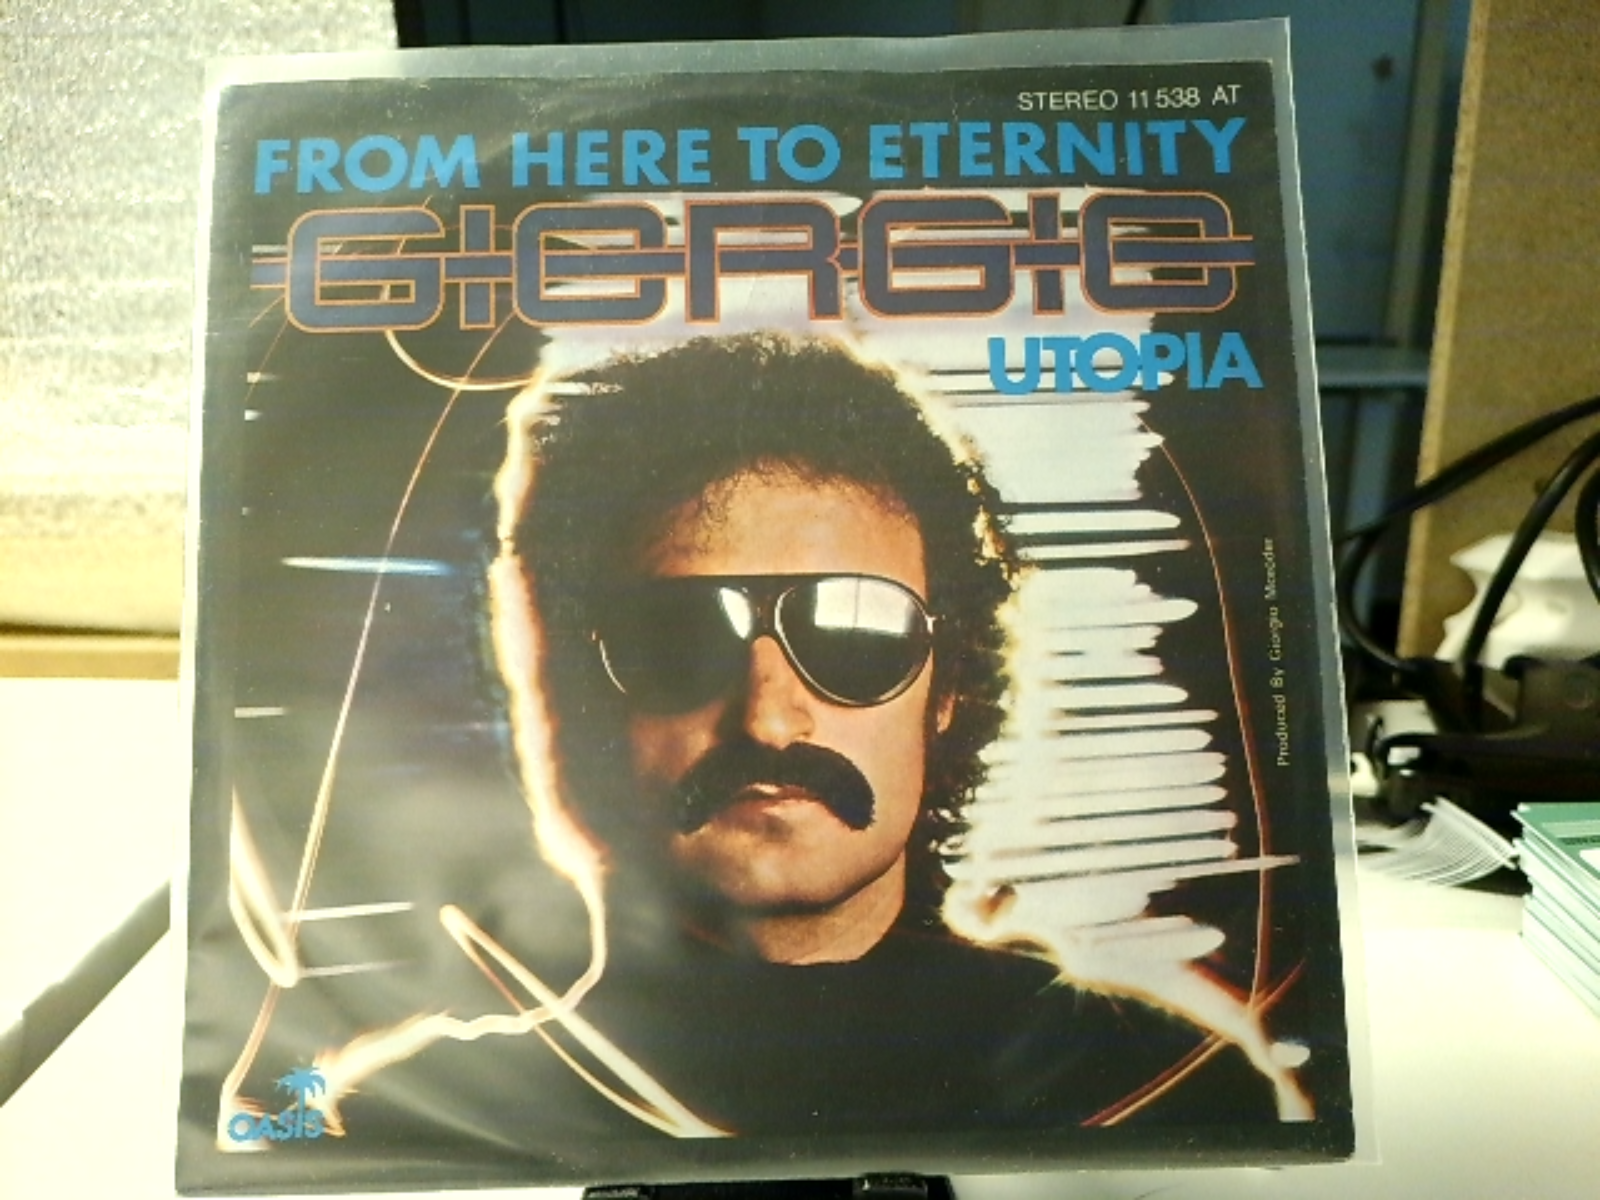 STEREO 11 538 AT
FROM HERE TO ETERNITY
GIORGIO
UTOPIA
Produced By Giorgio Moroder
OASIS